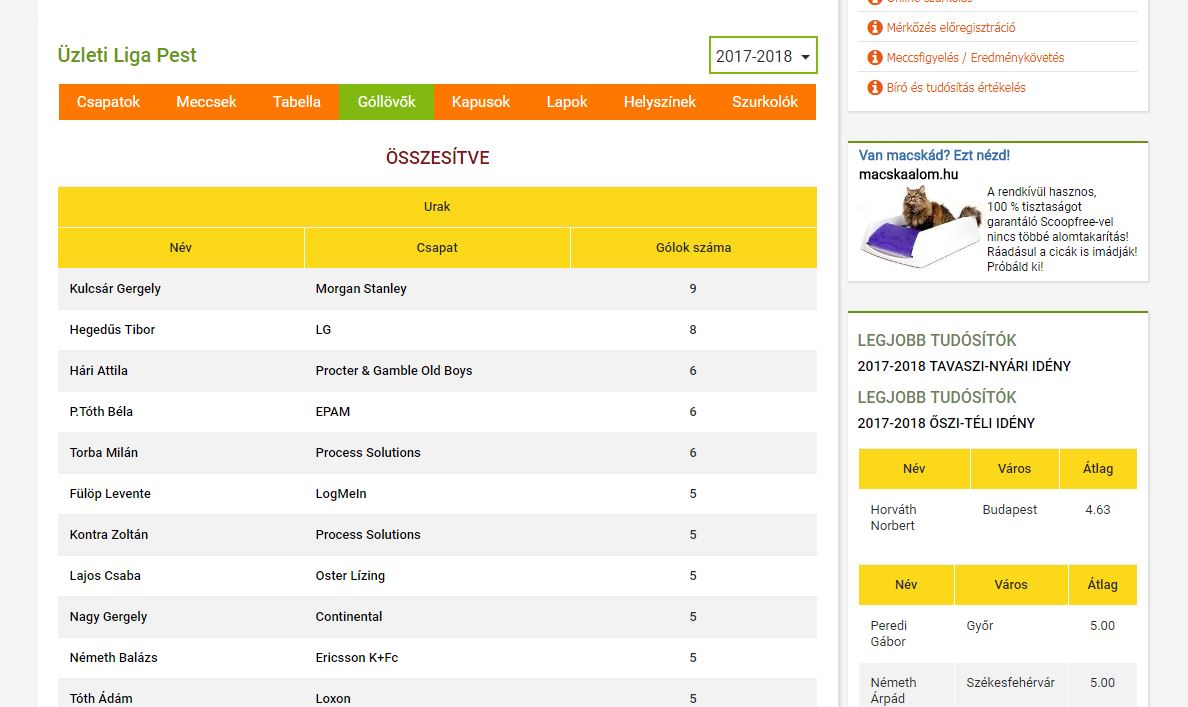 Üzleti Liga Pest
2017-2018
Csapatok Meccsek Tabella Góllövők Kapusok Lapok Helyszínek Szurkolók
ÖSSZESÍTVE
Urak
Név Csapat Gólok száma
Kulcsár Gergely Morgan Stanley 9
Hegedűs Tibor LG 8
Hári Attila Procter & Gamble Old Boys 6
P.Tóth Béla EPAM 6
Torba Milán Process Solutions 6
Fülöp Levente LogMeIn 5
Kontra Zoltán Process Solutions 5
Lajos Csaba Oster Lízing 5
Nagy Gergely Continental 5
Németh Balázs Ericsson K+Fc 5
Tóth Ádám Loxon 5
Online szurkolás
Mérkőzés előregisztráció
Meccsfigyelés / Eredménykövetés
Bíró és tudósítás értékelés
Van macskád? Ezt nézd!
macskaalom.hu
A rendkívül hasznos,
100 % tisztaságot
garantáló Scoopfree-vel
nincs többé alomtakarítás!
Ráadásul a cicák is imádják!
Próbáld ki!
LEGJOBB TUDÓSÍTÓK
2017-2018 TAVASZI-NYÁRI IDÉNY
LEGJOBB TUDÓSÍTÓK
2017-2018 ŐSZI-TÉLI IDÉNY
Név Város Átlag
Horváth Budapest 4.63
Norbert
Név Város Átlag
Peredi Győr 5.00
Gábor
Németh Székesfehérvár 5.00
Árpád